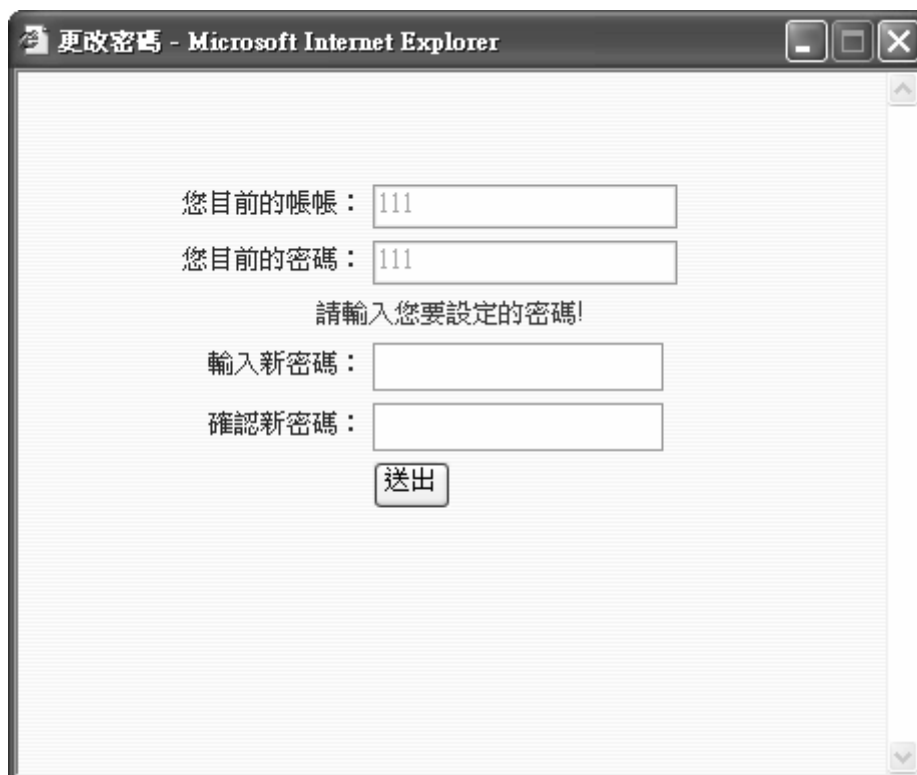 更改密碼 - Microsoft Internet Explorer
您目前的帳帳： 111
您目前的密碼： 111
請輸入您要設定的密碼!
輸入新密碼：
確認新密碼：
送出